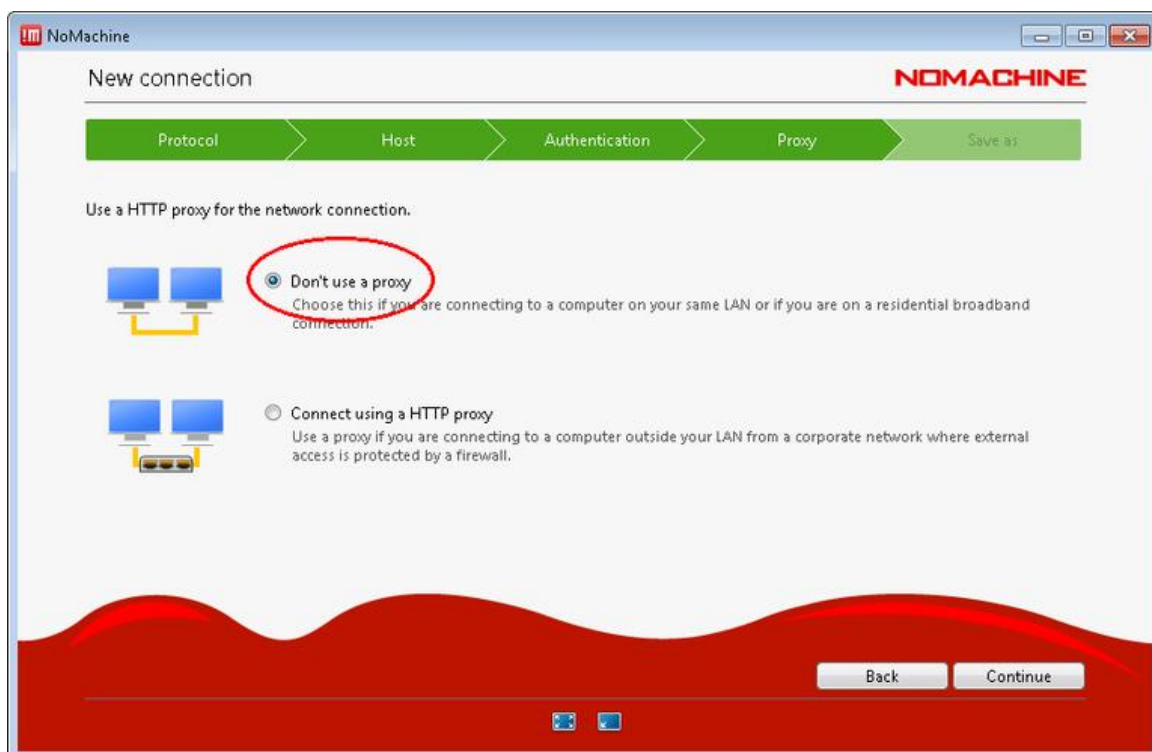 NoMachine
New connection
NOMACHINE
Protocol
Host
Authentication
Proxy
Save as
Use a HTTP proxy for the network connection.
Don't use a proxy
Choose this if you are connecting to a computer on your same LAN or if you are on a residential broadband
connection.
Connect using a HTTP proxy
Use a proxy if you are connecting to a computer outside your LAN from a corporate network where external
access is protected by a firewall.
Back
Continue